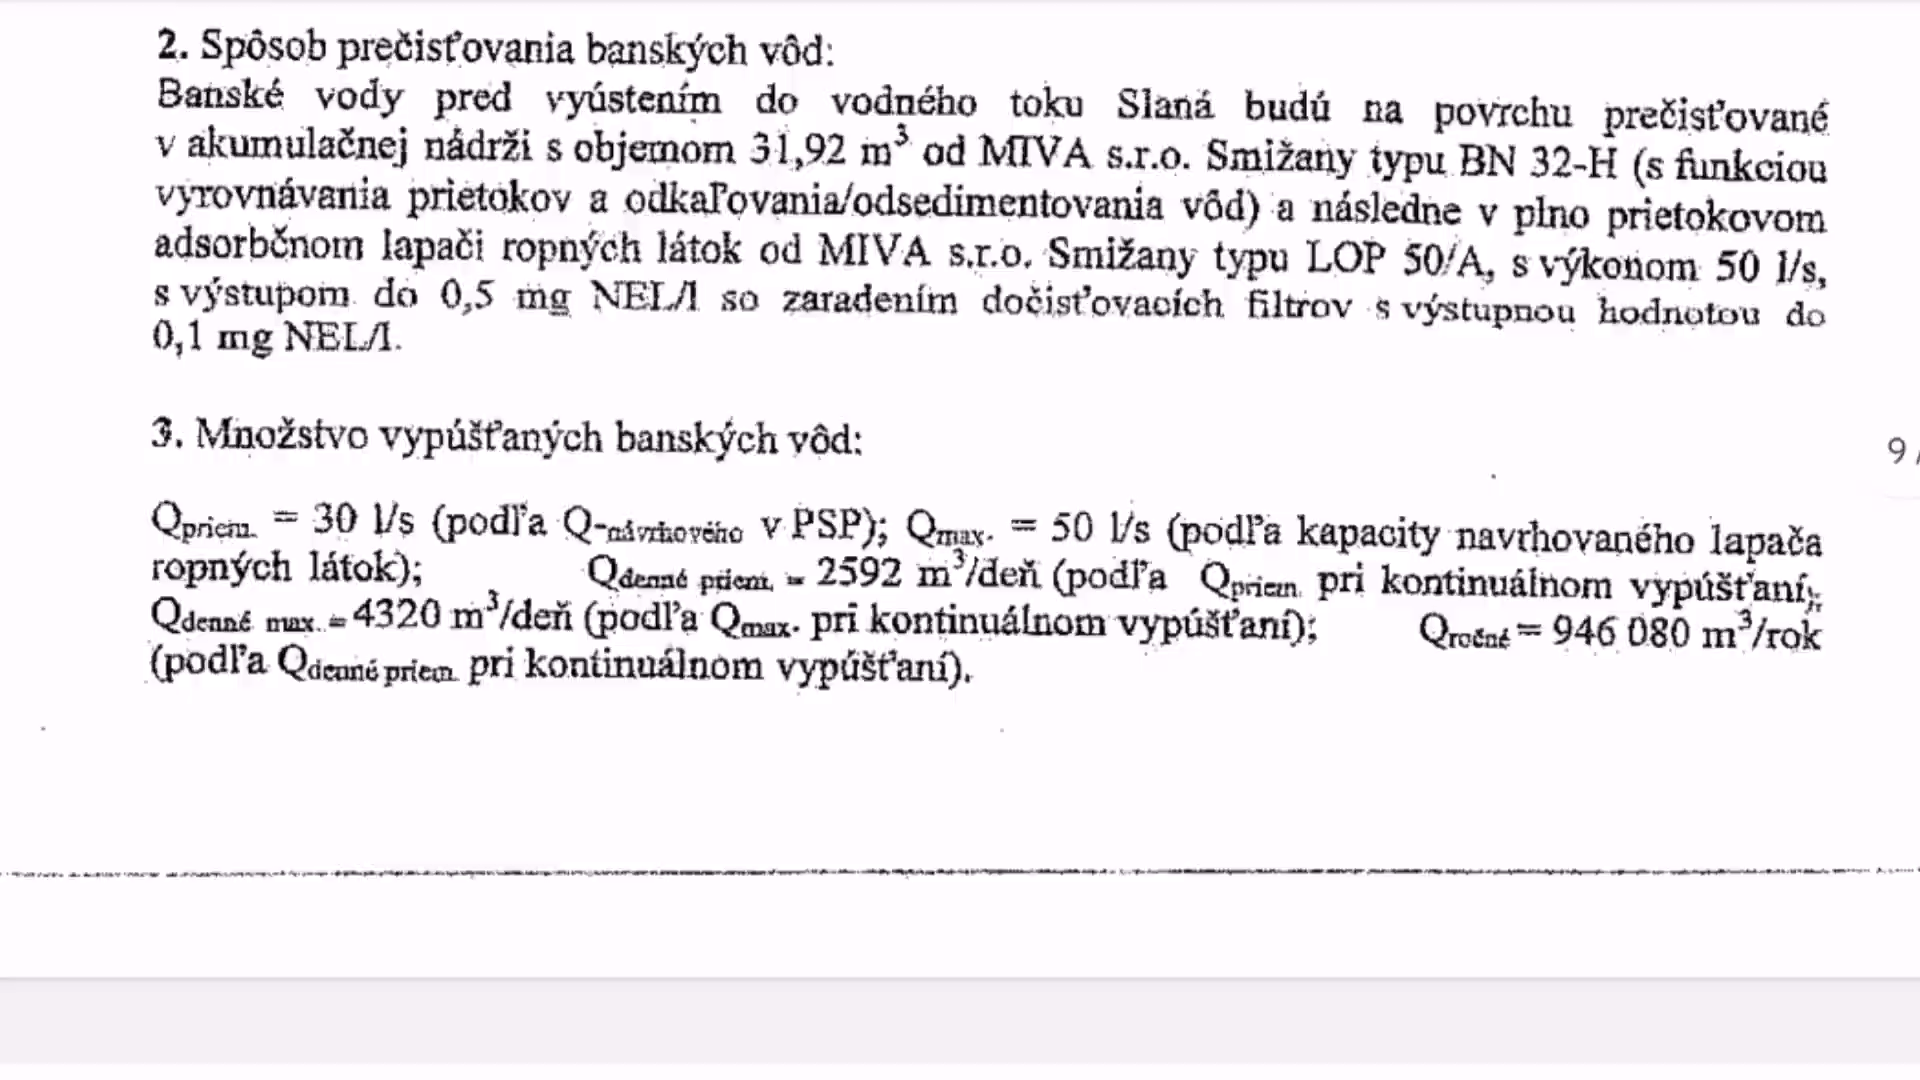 2. Spôsob prečisťovania banských vôd:
Banské vody pred vyústením do vodného toku Slaná budú na povrchu prečisťované
v akumulačnej nádrži s objemom 31,92 m³ od MIVA s.r.o. Smižany typu BN 32-H (s funkciou
vyrovnávania prietokov a odkaľovania/odsedimentovania vôd) a následne v plno prietokovom
adsorbčnom lapači ropných látok od MIVA s.r.o. Smižany typu LOP 50/A, s výkonom 50 l/s,
s výstupom do 0,5 mg NEL/l so zaradením dočisťovacích filtrov s výstupnou hodnotou do
0,1 mg NEL/l.
3. Množstvo vypúšťaných banských vôd:
9 /
Qpriem. = 30 l/s (podľa Q-návrhového v PSP); Qmax. = 50 l/s (podľa kapacity navrhovaného lapača
ropných látok); Qdenné priem. = 2592 m³/deň (podľa Qpriem. pri kontinuálnom vypúšťaní);
Qdenné max. = 4320 m³/deň (podľa Qmax. pri kontinuálnom vypúšťaní); Qročné = 946 080 m³/rok
(podľa Qdenné priem. pri kontinuálnom vypúšťaní).